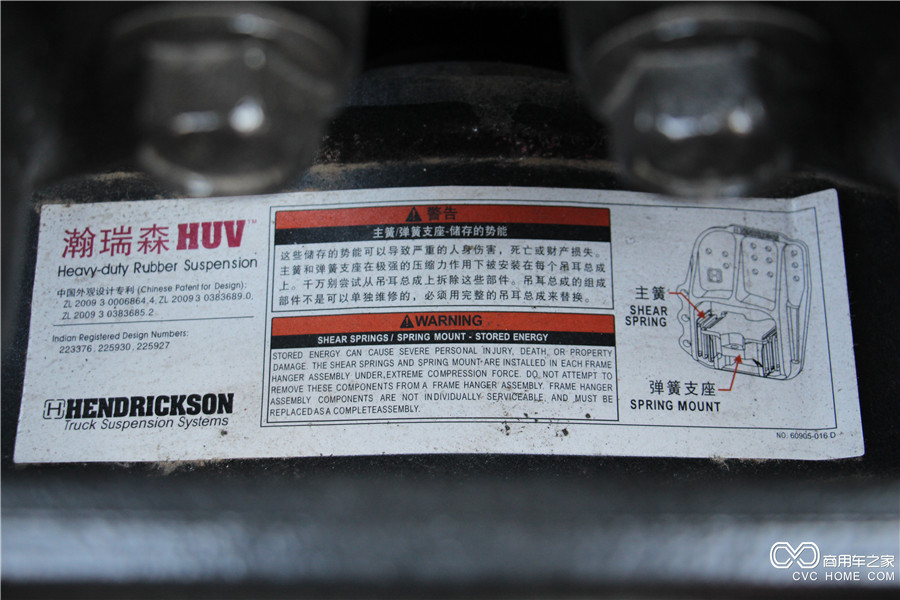 瀚瑞森 HUV™
Heavy-duty Rubber Suspension
中国外观设计专利 (Chinese Patent for Design):
ZL 2009 3 0006864,4, ZL 2009 3 0383689.0,
ZL 2009 3 0383685.2
Indian Registered Design Numbers:
223376, 225930, 225927
HENDRICKSON
Truck Suspension Systems
警告
主簧/弹簧支座-储存的势能
这些储存的势能可以导致严重的人身伤害，死亡或财产损失。
主簧和弹簧支座在极强的压缩力作用下被安装在每个吊耳总成
上。千万别尝试从吊耳总成上拆除这些部件。吊耳总成的组成
部件不是可以单独维修的，必须用完整的吊耳总成来替换。
WARNING
SHEAR SPRINGS / SPRING MOUNT - STORED ENERGY
STORED ENERGY CAN CAUSE SEVERE PERSONAL INJURY, DEATH, OR PROPERTY
DAMAGE. THE SHEAR SPRINGS AND SPRING MOUNT ARE INSTALLED IN EACH FRAME
HANGER ASSEMBLY UNDER EXTREME COMPRESSION FORCE. DO NOT ATTEMPT TO
REMOVE THESE COMPONENTS FROM A FRAME HANGER ASSEMBLY. FRAME HANGER
ASSEMBLY COMPONENTS ARE NOT INDIVIDUALLY SERVICEABLE AND MUST BE
REPLACED AS A COMPLETE ASSEMBLY.
主簧
SHEAR
SPRING
弹簧支座
SPRING MOUNT
NO. 60905-016 D
商用车之家
CVC HOME.COM